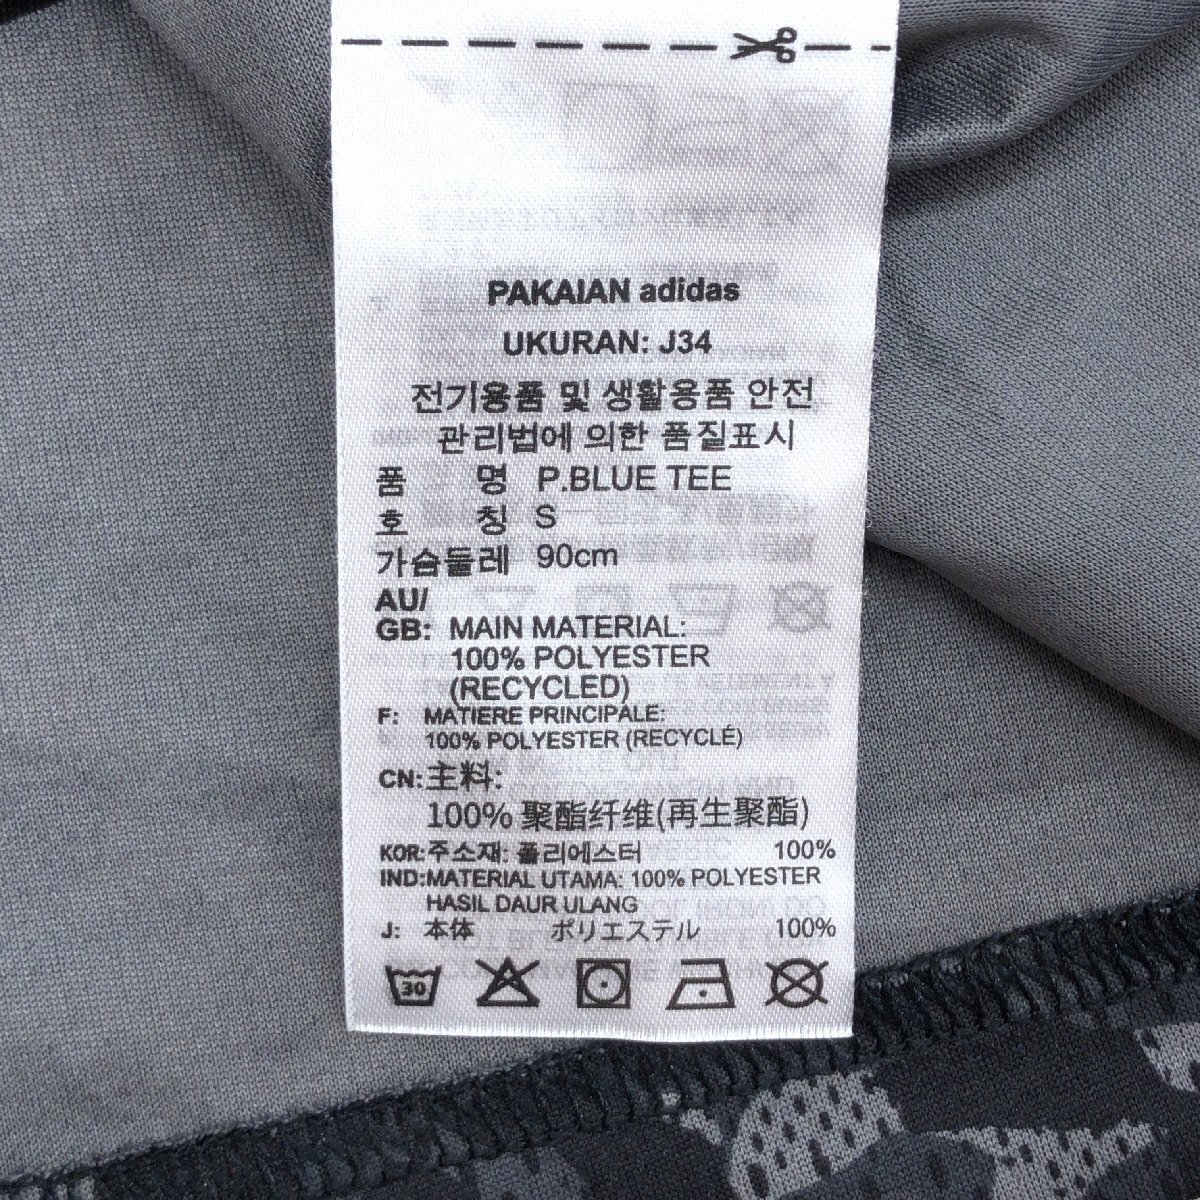 PAKAIAN adidas
UKURAN: J34
전기용품 및 생활용품 안전
관리법에 의한 품질표시
품 명 P.BLUE TEE
호 칭 S
가슴둘레 90cm
AU/
GB: MAIN MATERIAL:
100% POLYESTER
(RECYCLED)
F: MATIERE PRINCIPALE:
100% POLYESTER (RECYCLÉ)
CN:主料:
100% 聚酯纤维(再生聚酯)
KOR:주소재: 폴리에스터 100%
IND:MATERIAL UTAMA: 100% POLYESTER
HASIL DAUR ULANG
J: 本体 ポリエステル 100%
30